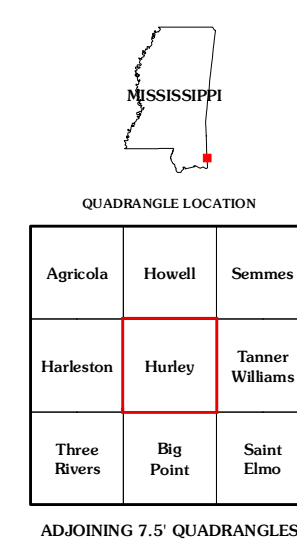 MISSISSIPPI
QUADRANGLE LOCATION
Agricola Howell Semmes
Harleston Hurley Tanner Williams
Three Rivers Big Point Saint Elmo
ADJOINING 7.5' QUADRANGLES